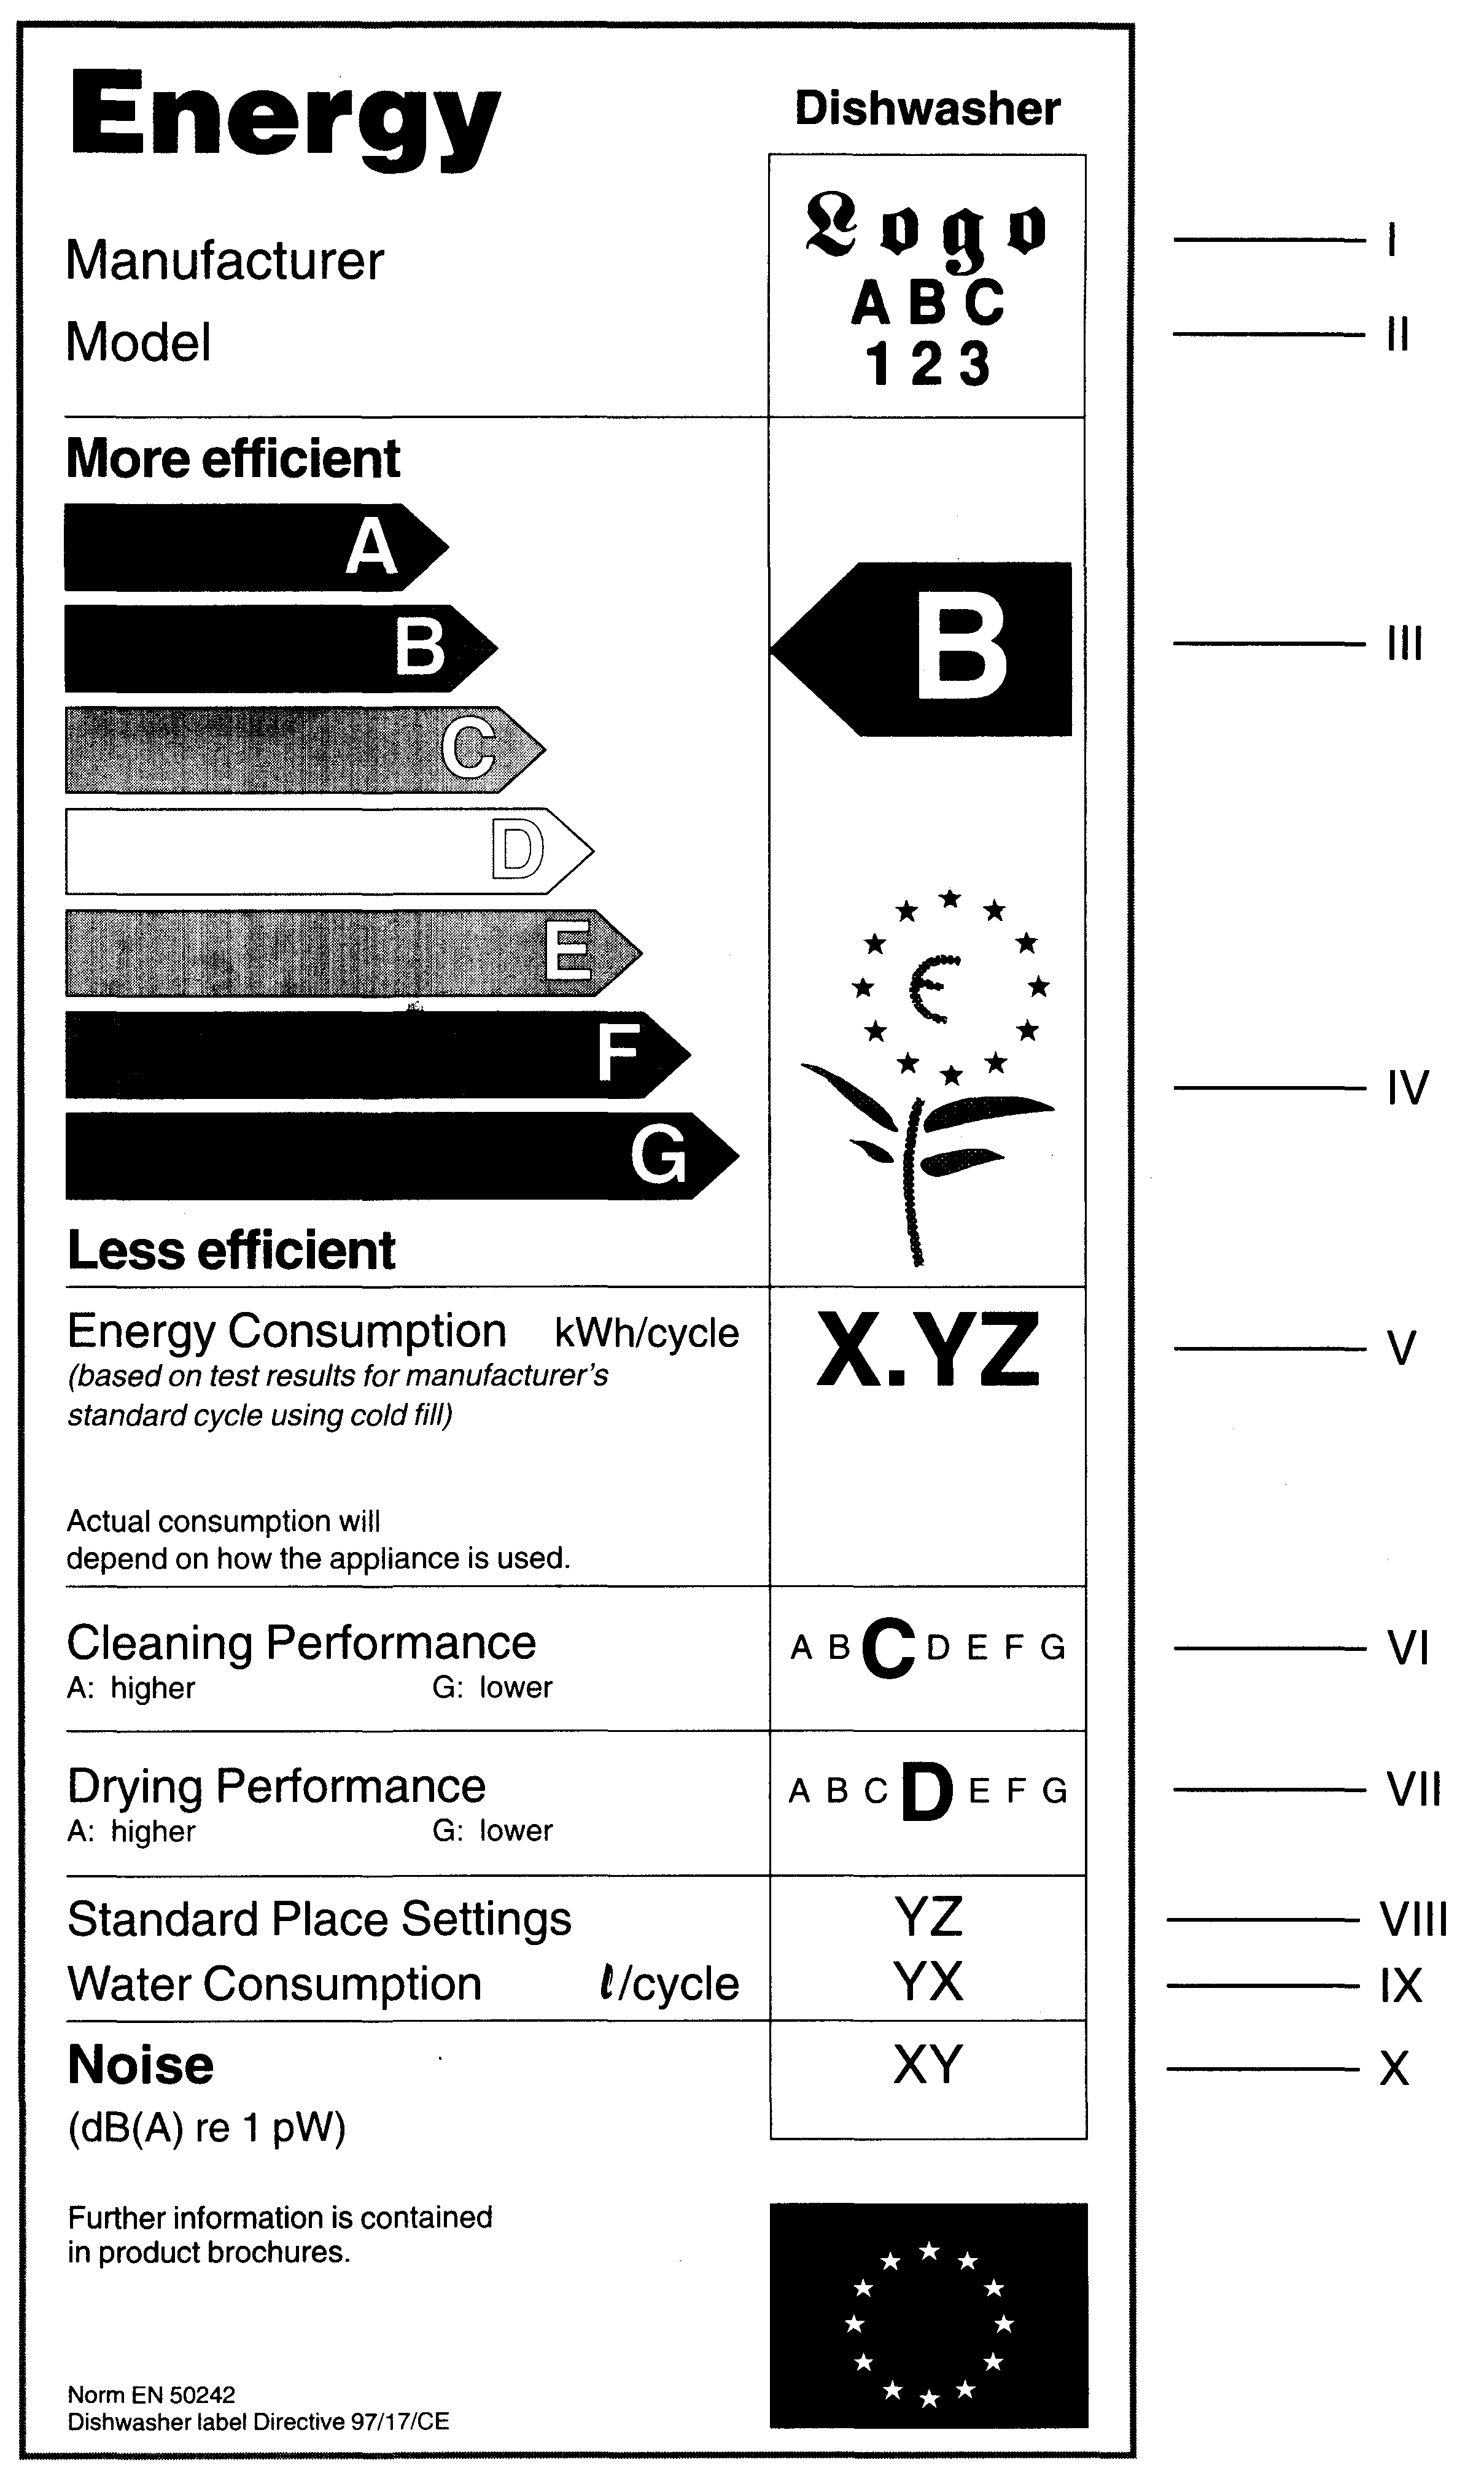 Energy
Dishwasher
Manufacturer
Model
Logo
A B C
1 2 3
I
II
More efficient
A
B
C
D
E
F
G
Less efficient
B
III
IV
Energy Consumption kWh/cycle
(based on test results for manufacturer's
standard cycle using cold fill)
X.YZ
V
Actual consumption will
depend on how the appliance is used.
Cleaning Performance
A: higher G: lower
A B C D E F G
VI
Drying Performance
A: higher G: lower
A B C D E F G
VII
Standard Place Settings
YZ
VIII
Water Consumption ℓ/cycle
YX
IX
Noise
(dB(A) re 1 pW)
XY
X
Further information is contained
in product brochures.
Norm EN 50242
Dishwasher label Directive 97/17/CE